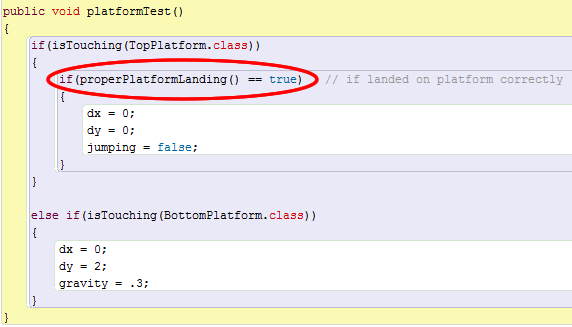 public void platformTest()
{
if(isTouching(TopPlatform.class))
{
if(properPlatformLanding() == true) // if landed on platform correctly
{
dx = 0;
dy = 0;
jumping = false;
}
}
else if(isTouching(BottomPlatform.class))
{
dx = 0;
dy = 2;
gravity = .3;
}
}